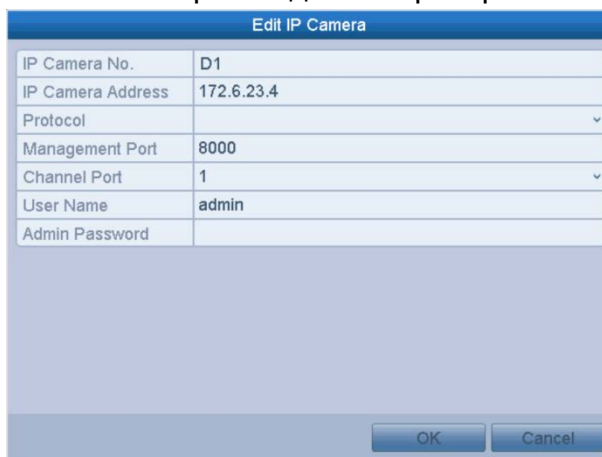 Edit IP Camera
IP Camera No. D1
IP Camera Address 172.6.23.4
Protocol
Management Port 8000
Channel Port 1
User Name admin
Admin Password
OK Cancel